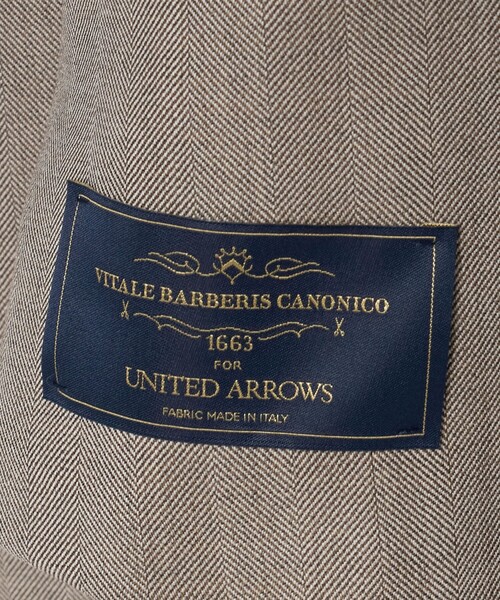 VITALE BARBERIS CANONICO
1663
FOR
UNITED ARROWS
FABRIC MADE IN ITALY